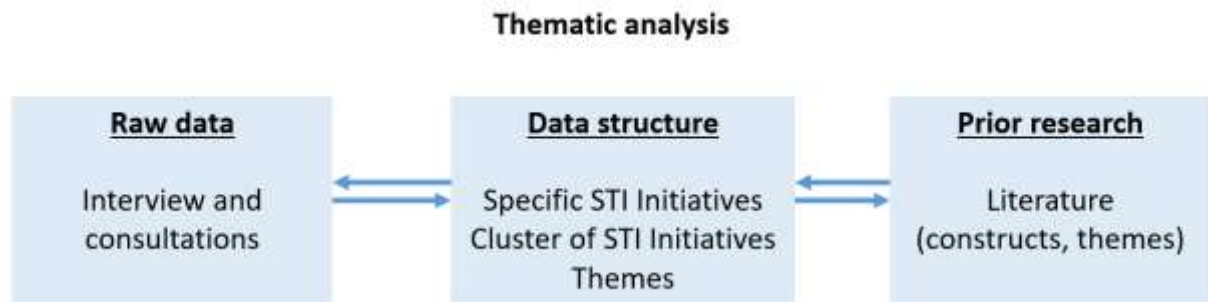 Thematic analysis
Raw data
Interview and
consultations
Data structure
Specific STI Initiatives
Cluster of STI Initiatives
Themes
Prior research
Literature
(constructs, themes)